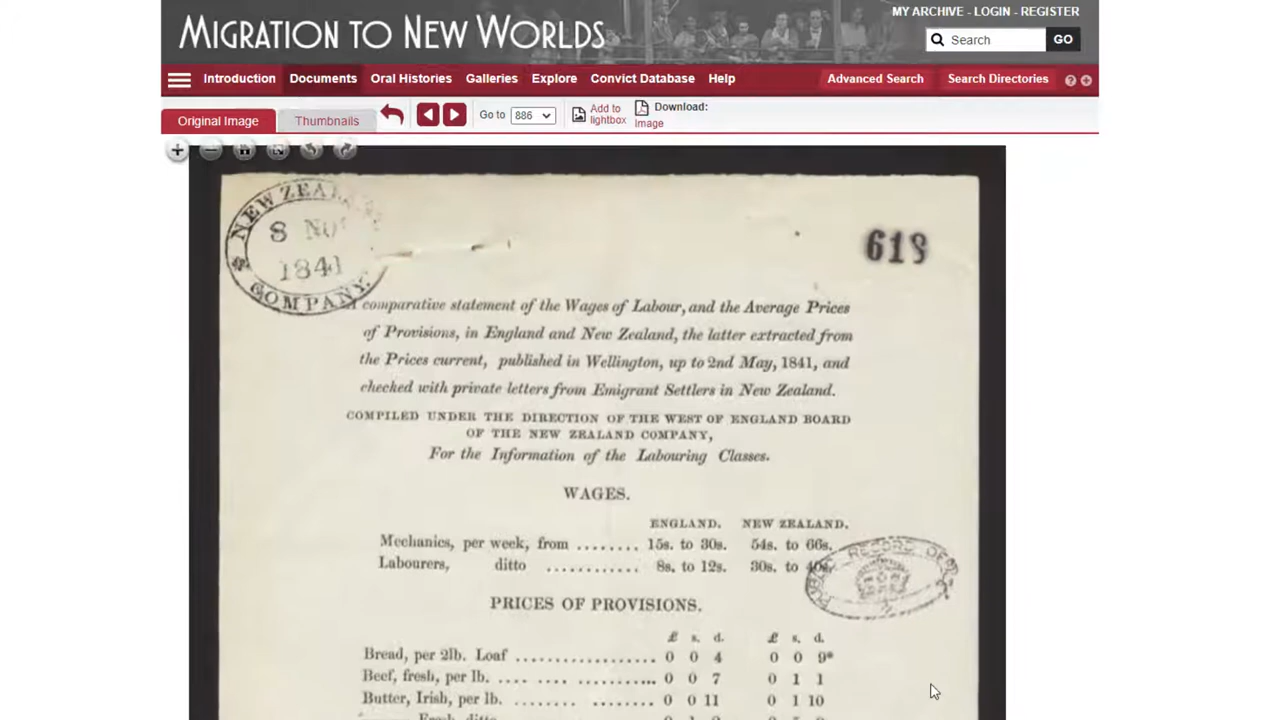 MIGRATION TO NEW WORLDS
MY ARCHIVE - LOGIN - REGISTER
Search GO
Introduction Documents Oral Histories Galleries Explore Convict Database Help Advanced Search Search Directories
Original Image Thumbnails Go to 886 Add to lightbox Download: Image
NEW ZEAL
8 NO
1841
COMPANY.
618
comparative statement of the Wages of Labour, and the Average Prices
of Provisions, in England and New Zealand, the latter extracted from
the Prices current, published in Wellington, up to 2nd May, 1841, and
checked with private letters from Emigrant Settlers in New Zealand.
COMPILED UNDER THE DIRECTION OF THE WEST OF ENGLAND BOARD
OF THE NEW ZEALAND COMPANY,
For the Information of the Labouring Classes.
WAGES.
ENGLAND. NEW ZEALAND.
Mechanics, per week, from ........ 15s. to 30s. 54s. to 66s.
Labourers, ditto ............ 8s. to 12s. 30s. to 40s.
PUBLIC RECORD OFFICE
PRICES OF PROVISIONS.
£ s. d. £ s. d.
Bread, per 2lb. Loaf .................. 0 0 4 0 0 9*
Beef, fresh, per lb. .... .... ........... 0 0 7 0 1 1
Butter, Irish, per lb. ........ ........ 0 0 11 0 1 10